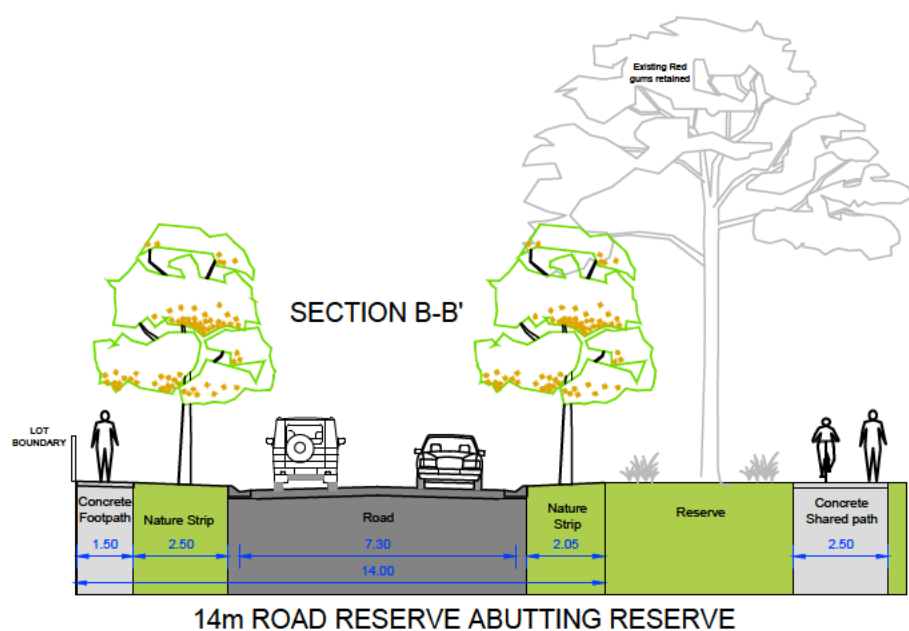 Existing Red
gums retained
SECTION B-B'
LOT
BOUNDARY
Concrete
Footpath
1.50
Nature Strip
2.50
Road
7.30
Nature
Strip
2.05
Reserve
Concrete
Shared path
2.50
14.00
14m ROAD RESERVE ABUTTING RESERVE